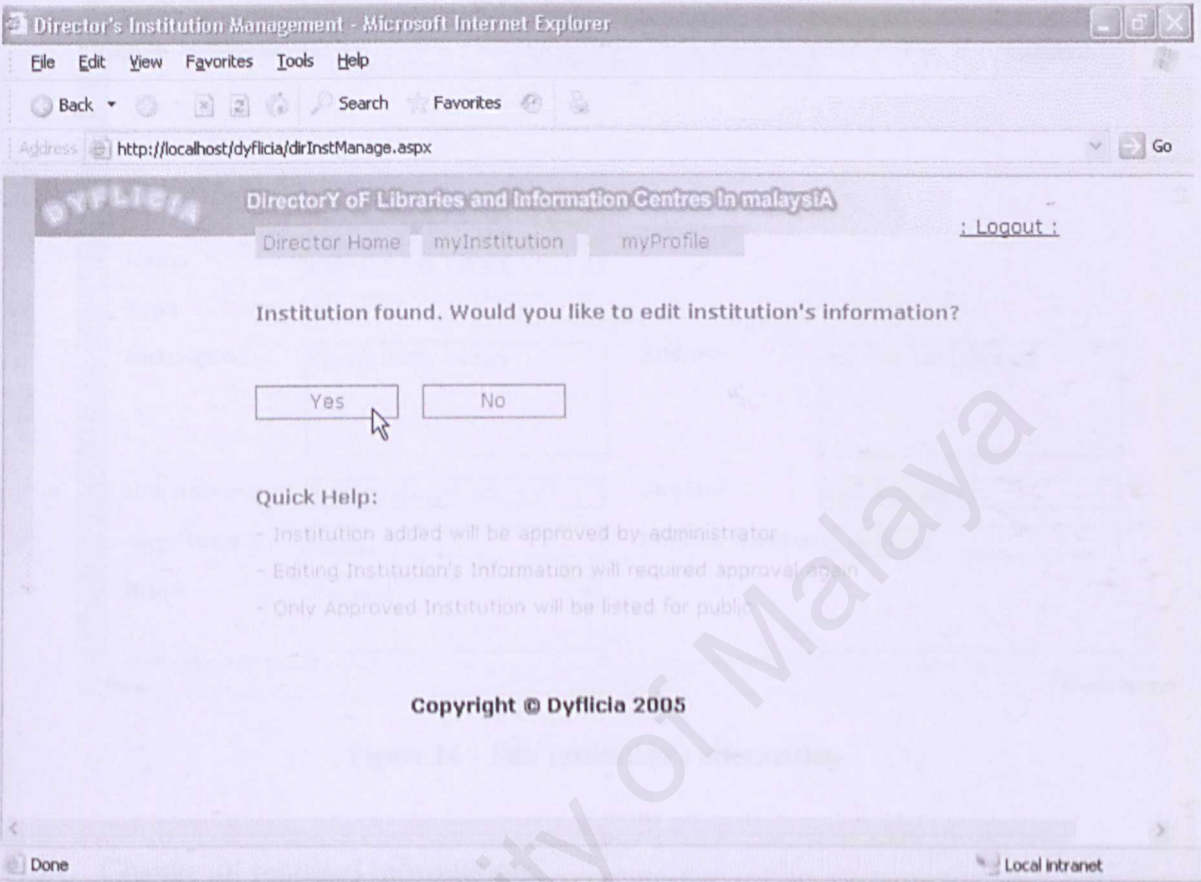 Director's Institution Management - Microsoft Internet Explorer
File Edit View Favorites Tools Help
Back Search Favorites
Address http://localhost/dyflicia/dirInstManage.aspx Go
DYFLICIA DirectorY oF Libraries and Information Centres In malaysiA
: Logout :
Director Home myInstitution myProfile
Institution found. Would you like to edit institution's information?
Yes No
Quick Help:
- Institution added will be approved by administrator
- Editing Institution's Information will required approval again
- Only Approved Institution will be listed for public
Copyright © Dyflicia 2005
Done Local intranet
ity of Malaya